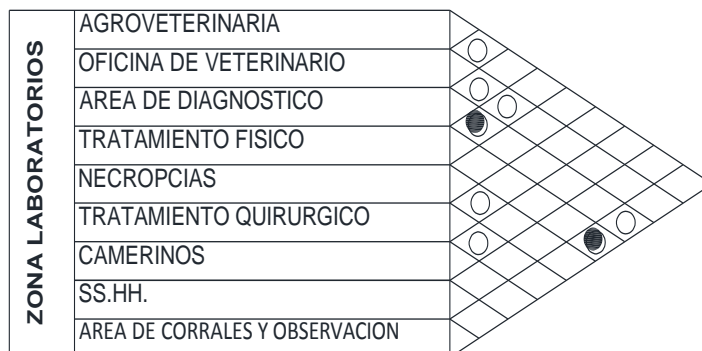 ZONA LABORATORIOS
AGROVETERINARIA
OFICINA DE VETERINARIO
AREA DE DIAGNOSTICO
TRATAMIENTO FISICO
NECROPCIAS
TRATAMIENTO QUIRURGICO
CAMERINOS
SS.HH.
AREA DE CORRALES Y OBSERVACION